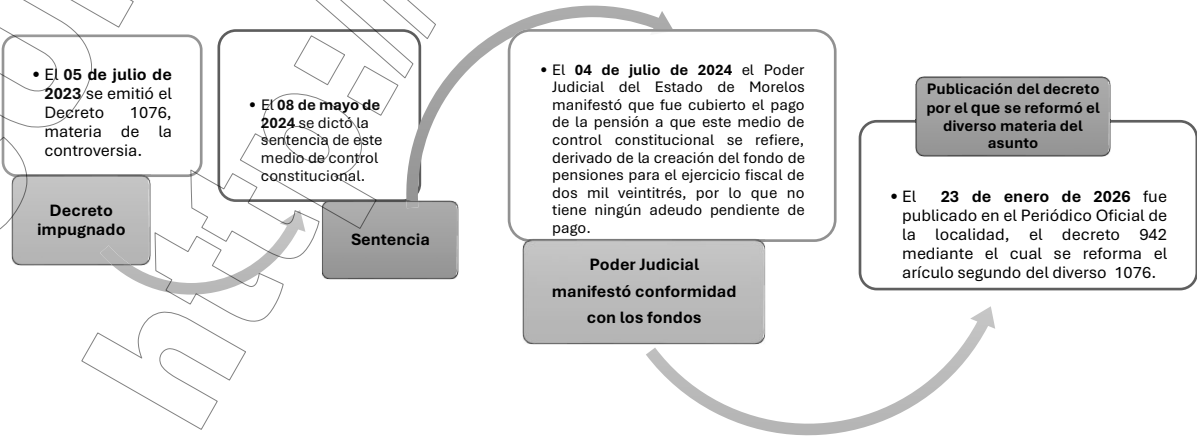 • El 05 de julio de
2023 se emitió el
Decreto 1076,
materia de la
controversia.
Decreto
impugnado
• El 08 de mayo de
2024 se dictó la
sentencia de este
medio de control
constitucional.
Sentencia
• El 04 de julio de 2024 el Poder
Judicial del Estado de Morelos
manifestó que fue cubierto el pago
de la pensión a que este medio de
control constitucional se refiere,
derivado de la creación del fondo de
pensiones para el ejercicio fiscal de
dos mil veintitrés, por lo que no
tiene ningún adeudo pendiente de
pago.
Poder Judicial
manifestó conformidad
con los fondos
Publicación del decreto
por el que se reformó el
diverso materia del
asunto
• El 23 de enero de 2026 fue
publicado en el Periódico Oficial de
la localidad, el decreto 942
mediante el cual se reforma el
arículo segundo del diverso 1076.